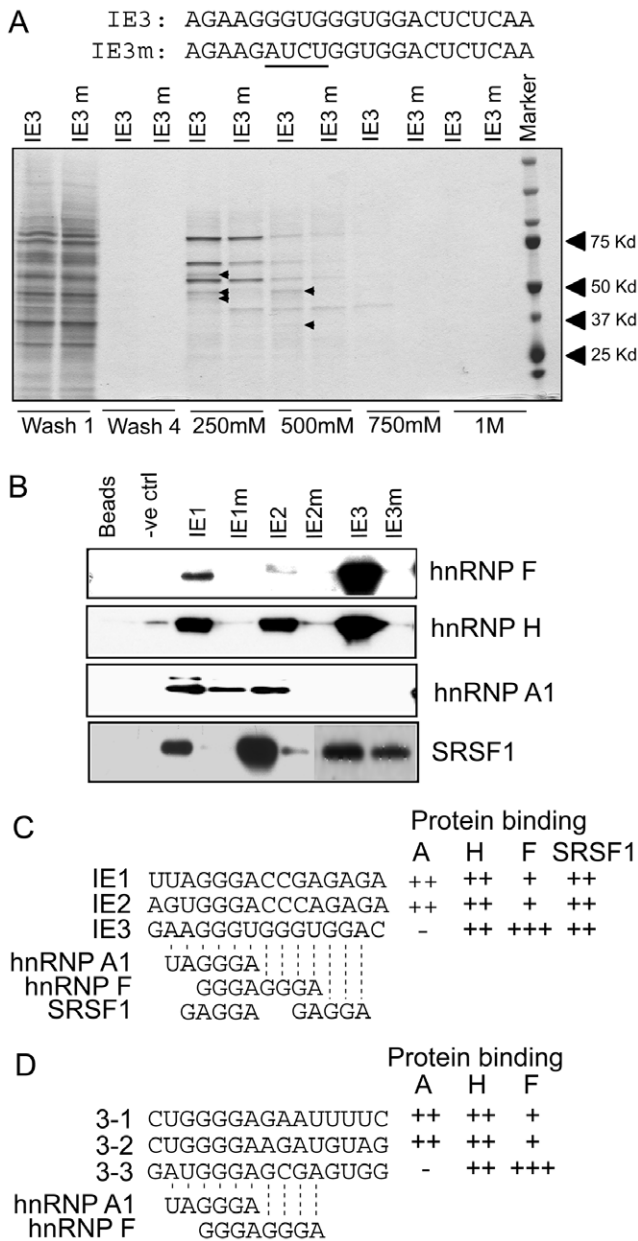 A
IE3: AGAAGGGUGGGUGGACUCUCAA
IE3m: AGAAGAUCUGGUGGACUCUCAA
IE3 IE3 m IE3 IE3 m IE3 IE3 m IE3 IE3 m IE3 IE3 m IE3 IE3 m Marker
75 Kd
50 Kd
37 Kd
25 Kd
Wash 1 Wash 4 250mM 500mM 750mM 1M
B
Beads -ve ctrl IE1 IE1m IE2 IE2m IE3 IE3m
hnRNP F
hnRNP H
hnRNP A1
SRSF1
C
Protein binding
A H F SRSF1
IE1 UUAGGGACCGAGAGA ++ ++ + ++
IE2 AGUGGGACCCAGAGA ++ ++ + ++
IE3 GAAGGGUGGGUGGAC - ++ +++ ++
hnRNP A1 UAGGGA
hnRNP F GGGAGGGA
SRSF1 GAGGA GAGGA
D
Protein binding
A H F
3-1 CUGGGGAGAAUUUUC ++ ++ +
3-2 CUGGGGAAGAUGUAG ++ ++ +
3-3 GAUGGGAGCGAGUGG - ++ +++
hnRNP A1 UAGGGA
hnRNP F GGGAGGGA